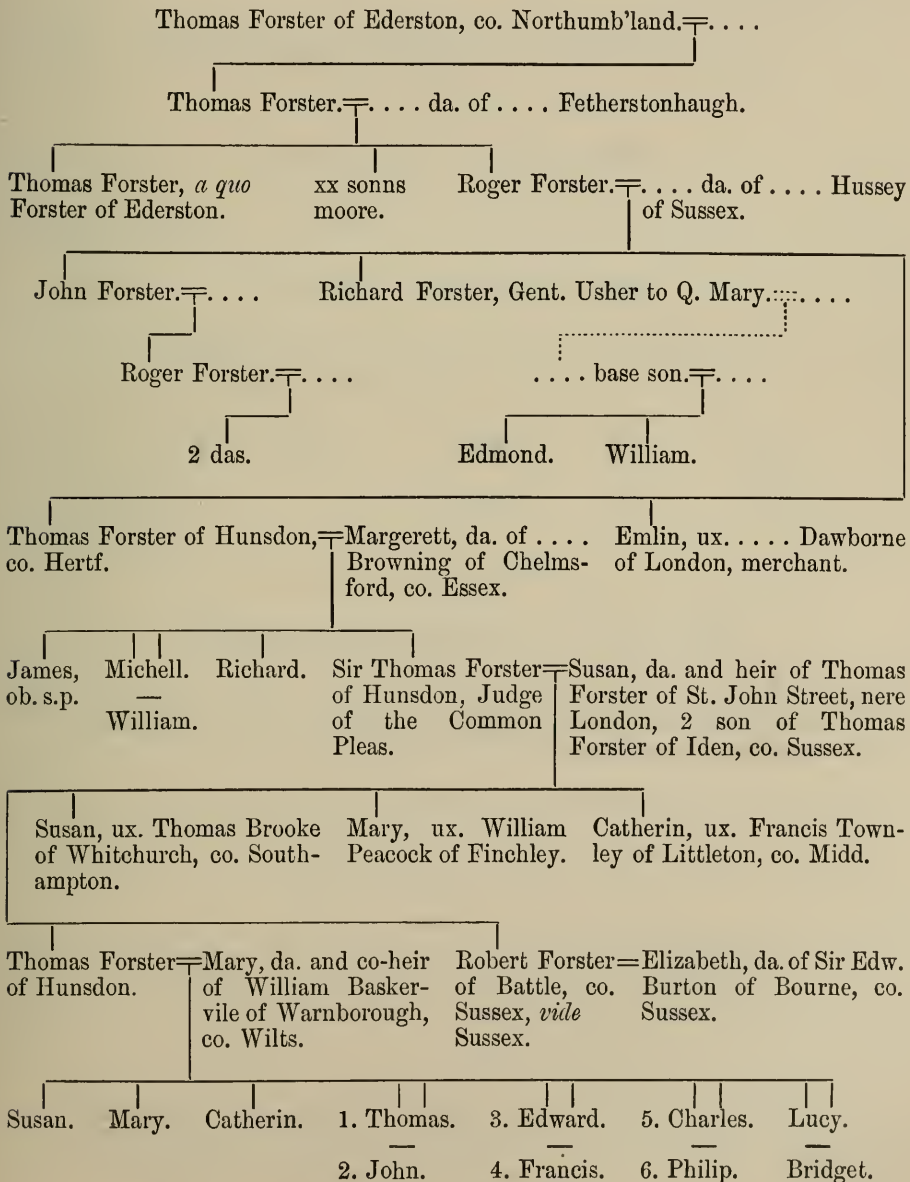 Thomas Forster of Ederston, co. Northumb'land.╤. . . .
Thomas Forster.╤. . . . da. of . . . . Fetherstonhaugh.
Thomas Forster, a quo
Forster of Ederston.
xx sonns
moore.
Roger Forster.╤. . . . da. of . . . . Hussey
of Sussex.
John Forster.╤. . . .
Richard Forster, Gent. Usher to Q. Mary.::::. . . .
Roger Forster.╤. . . .
. . . . base son.╤. . . .
2 das.
Edmond.
William.
Thomas Forster of Hunsdon,
co. Hertf.
╤Margerett, da. of . . . .
Browning of Chelms-
ford, co. Essex.
Emlin, ux. . . . . Dawborne
of London, merchant.
James,
ob. s.p.
Michell.
—
William.
Richard.
Sir Thomas Forster
of Hunsdon, Judge
of the Common
Pleas.
╤Susan, da. and heir of Thomas
Forster of St. John Street, nere
London, 2 son of Thomas
Forster of Iden, co. Sussex.
Susan, ux. Thomas Brooke
of Whitchurch, co. South-
ampton.
Mary, ux. William
Peacock of Finchley.
Catherin, ux. Francis Town-
ley of Littleton, co. Midd.
Thomas Forster
of Hunsdon.
╤Mary, da. and co-heir
of William Basker-
vile of Warnborough,
co. Wilts.
Robert Forster
of Battle, co.
Sussex, vide
Sussex.
=Elizabeth, da. of Sir Edw.
Burton of Bourne, co.
Sussex.
Susan.
Mary.
Catherin.
1. Thomas.
—
2. John.
3. Edward.
—
4. Francis.
5. Charles.
—
6. Philip.
Lucy.
—
Bridget.